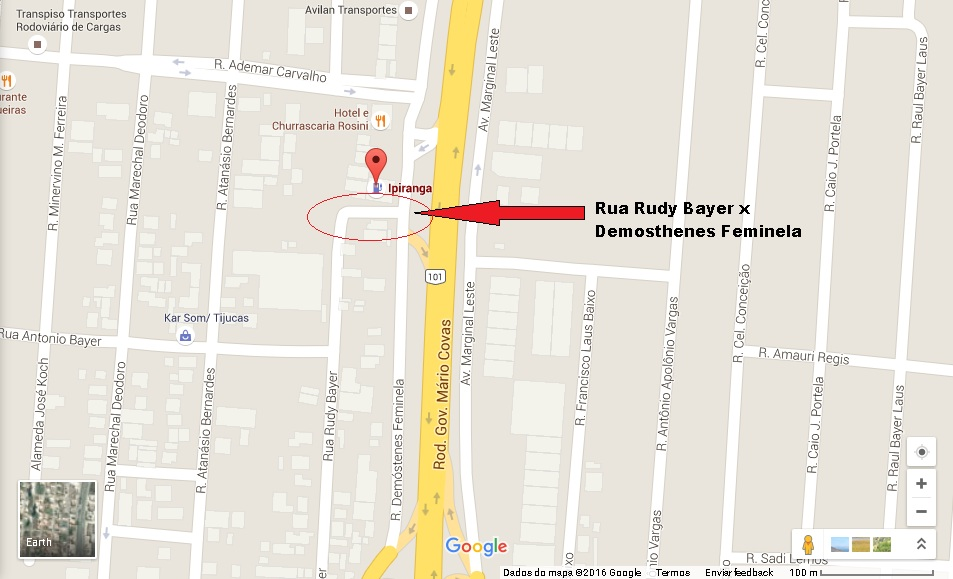 Transpiso Transportes
Rodoviário de Cargas
Avilan Transportes
R. Ademar Carvalho
Hotel e
Churrascaria Rosini
Ipiranga
Rua Rudy Bayer x
Demosthenes Feminela
R. Minervino M. Ferreira
Rua Marechal Deodoro
R. Atanásio Bernardes
Av. Marginal Leste
R. Cel. Conceição
R. Caio J. Portela
R. Raul Bayer Laus
101
Kar Som/ Tijucas
Rua Antonio Bayer
Alameda José Koch
Rua Marechal Deodoro
R. Atanásio Bernardes
Rua Rudy Bayer
R. Demóstenes Feminela
Rod. Gov. Mário Covas
Av. Marginal Leste
R. Francisco Laus Baixo
R. Antônio Apolônio Vargas
R. Cel. Conceição
R. Amauri Regis
R. Caio J. Portela
R. Raul Bayer Laus
Vargas
R. Sadi Lemos
Earth
Google
Dados do mapa ©2016 Google
Termos
Enviar feedback
100 m